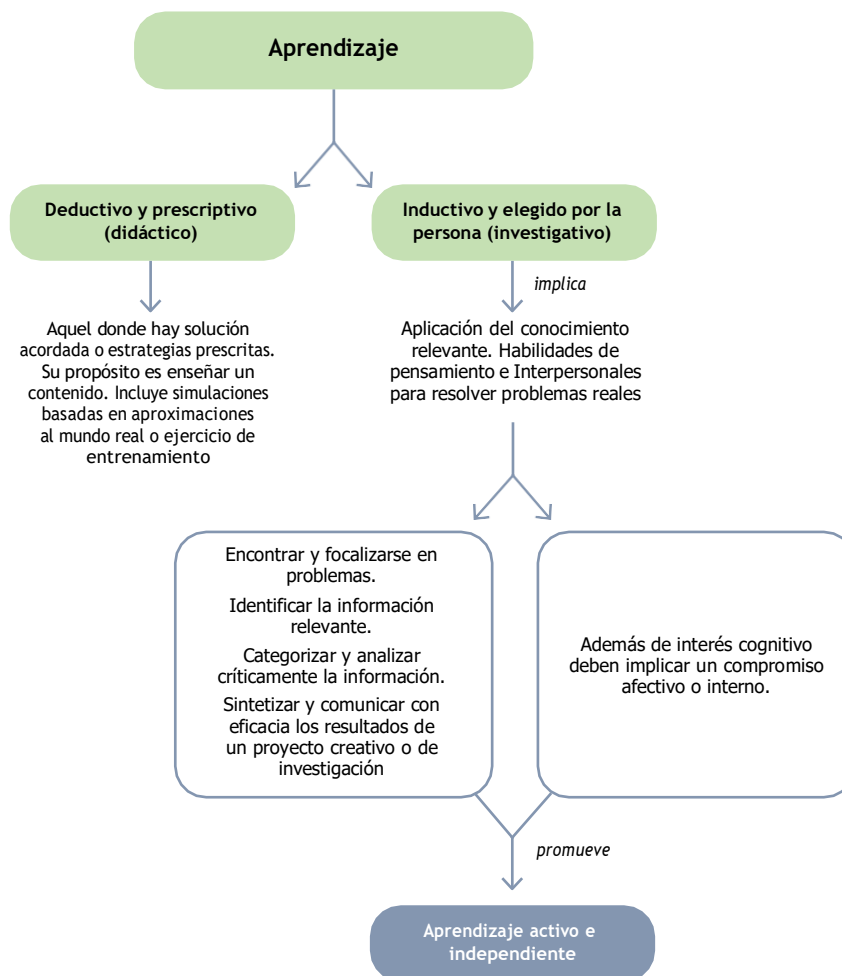 Aprendizaje
Deductivo y prescriptivo
(didáctico)
Inductivo y elegido por la
persona (investigativo)
implica
Aquel donde hay solución
acordada o estrategias prescritas.
Su propósito es enseñar un
contenido. Incluye simulaciones
basadas en aproximaciones
al mundo real o ejercicio de
entrenamiento
Aplicación del conocimiento
relevante. Habilidades de
pensamiento e Interpersonales
para resolver problemas reales
Encontrar y focalizarse en
problemas.
Identificar la información
relevante.
Categorizar y analizar
críticamente la información.
Sintetizar y comunicar con
eficacia los resultados de
un proyecto creativo o de
investigación
Además de interés cognitivo
deben implicar un compromiso
afectivo o interno.
promueve
Aprendizaje activo e
independiente